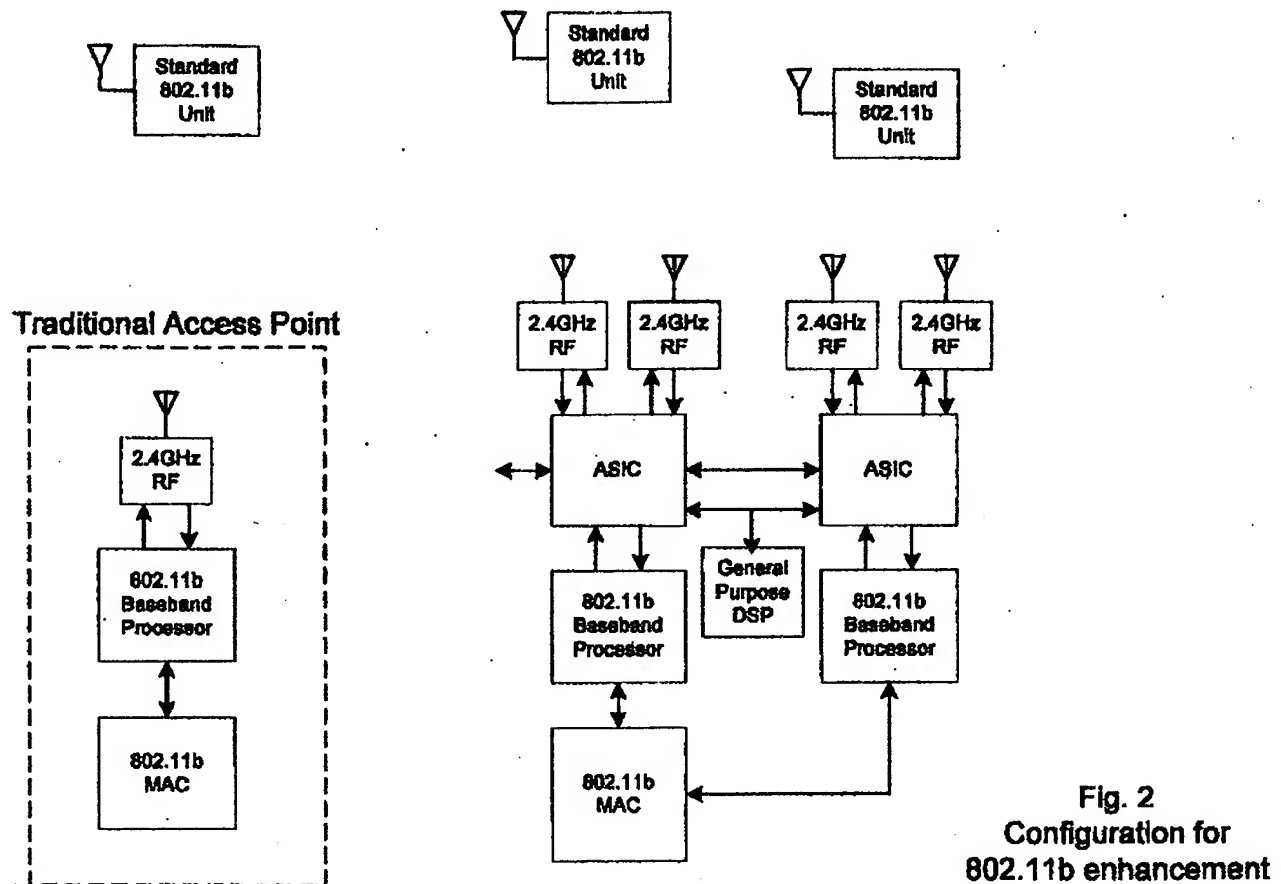 Standard
802.11b
Unit
Standard
802.11b
Unit
Standard
802.11b
Unit
Traditional Access Point
2.4GHz
RF
802.11b
Baseband
Processor
802.11b
MAC
2.4GHz
RF
2.4GHz
RF
2.4GHz
RF
2.4GHz
RF
ASIC
ASIC
General
Purpose
DSP
802.11b
Baseband
Processor
802.11b
Baseband
Processor
802.11b
MAC
Fig. 2
Configuration for
802.11b enhancement